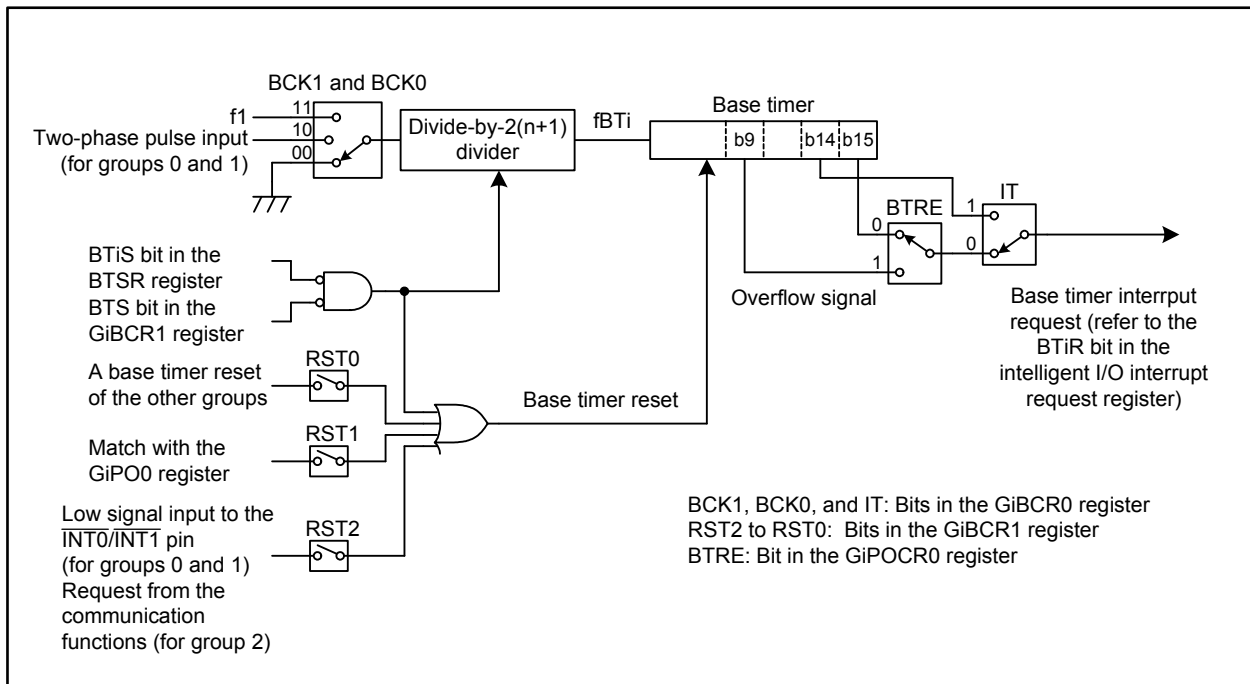 BCK1 and BCK0
f1
11
Two-phase pulse input
(for groups 0 and 1)
10
00
Divide-by-2(n+1)
divider
fBTi
Base timer
b9
b14
b15
IT
1
0
BTRE
0
1
Overflow signal
Base timer interrput
request (refer to the
BTiR bit in the
intelligent I/O interrupt
request register)
BTiS bit in the
BTSR register
BTS bit in the
GiBCR1 register
RST0
A base timer reset
of the other groups
Base timer reset
RST1
Match with the
GiPO0 register
RST2
Low signal input to the
INT0/INT1 pin
(for groups 0 and 1)
Request from the
communication
functions (for group 2)
BCK1, BCK0, and IT: Bits in the GiBCR0 register
RST2 to RST0: Bits in the GiBCR1 register
BTRE: Bit in the GiPOCR0 register